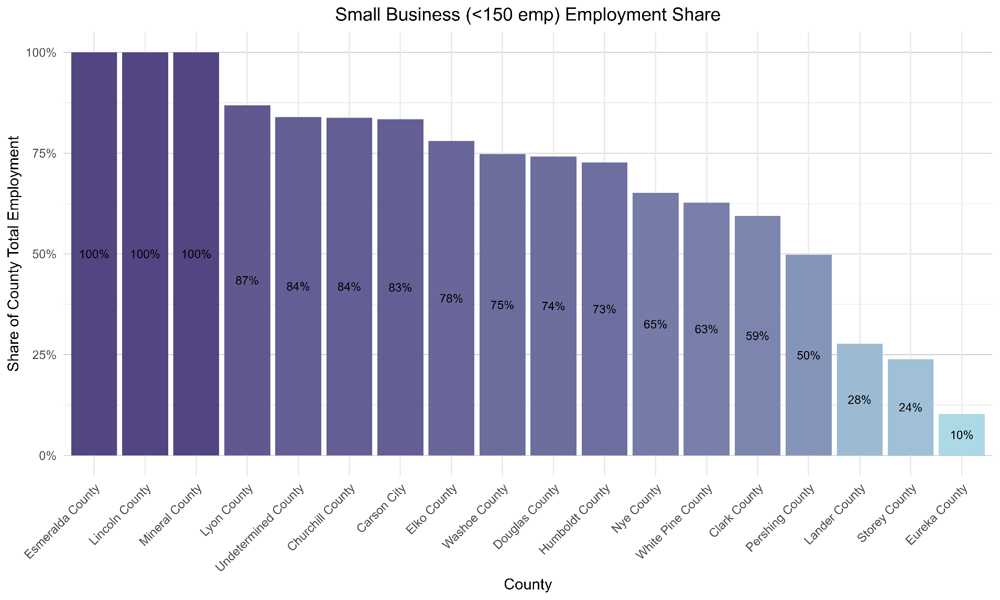 Small Business (<150 emp) Employment Share
Share of County Total Employment
100%
75%
50%
25%
0%
100%
100%
100%
87%
84%
84%
83%
78%
75%
74%
73%
65%
63%
59%
50%
28%
24%
10%
Esmeralda County
Lincoln County
Mineral County
Lyon County
Undetermined County
Churchill County
Carson City
Elko County
Washoe County
Douglas County
Humboldt County
Nye County
White Pine County
Clark County
Pershing County
Lander County
Storey County
Eureka County
County